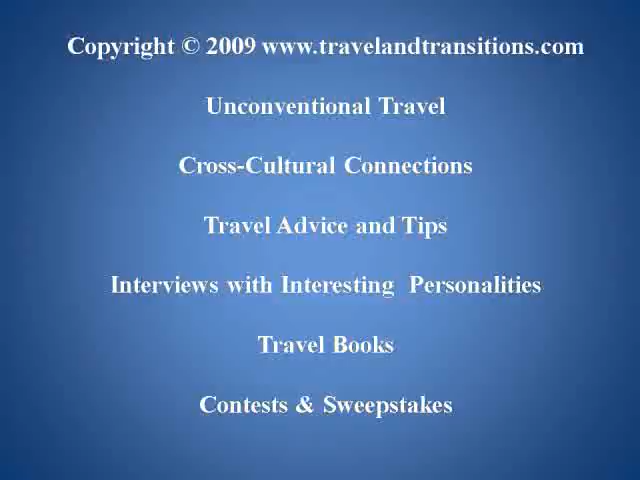 Copyright © 2009 www.travelandtransitions.com
Unconventional Travel
Cross-Cultural Connections
Travel Advice and Tips
Interviews with Interesting Personalities
Travel Books
Contests & Sweepstakes